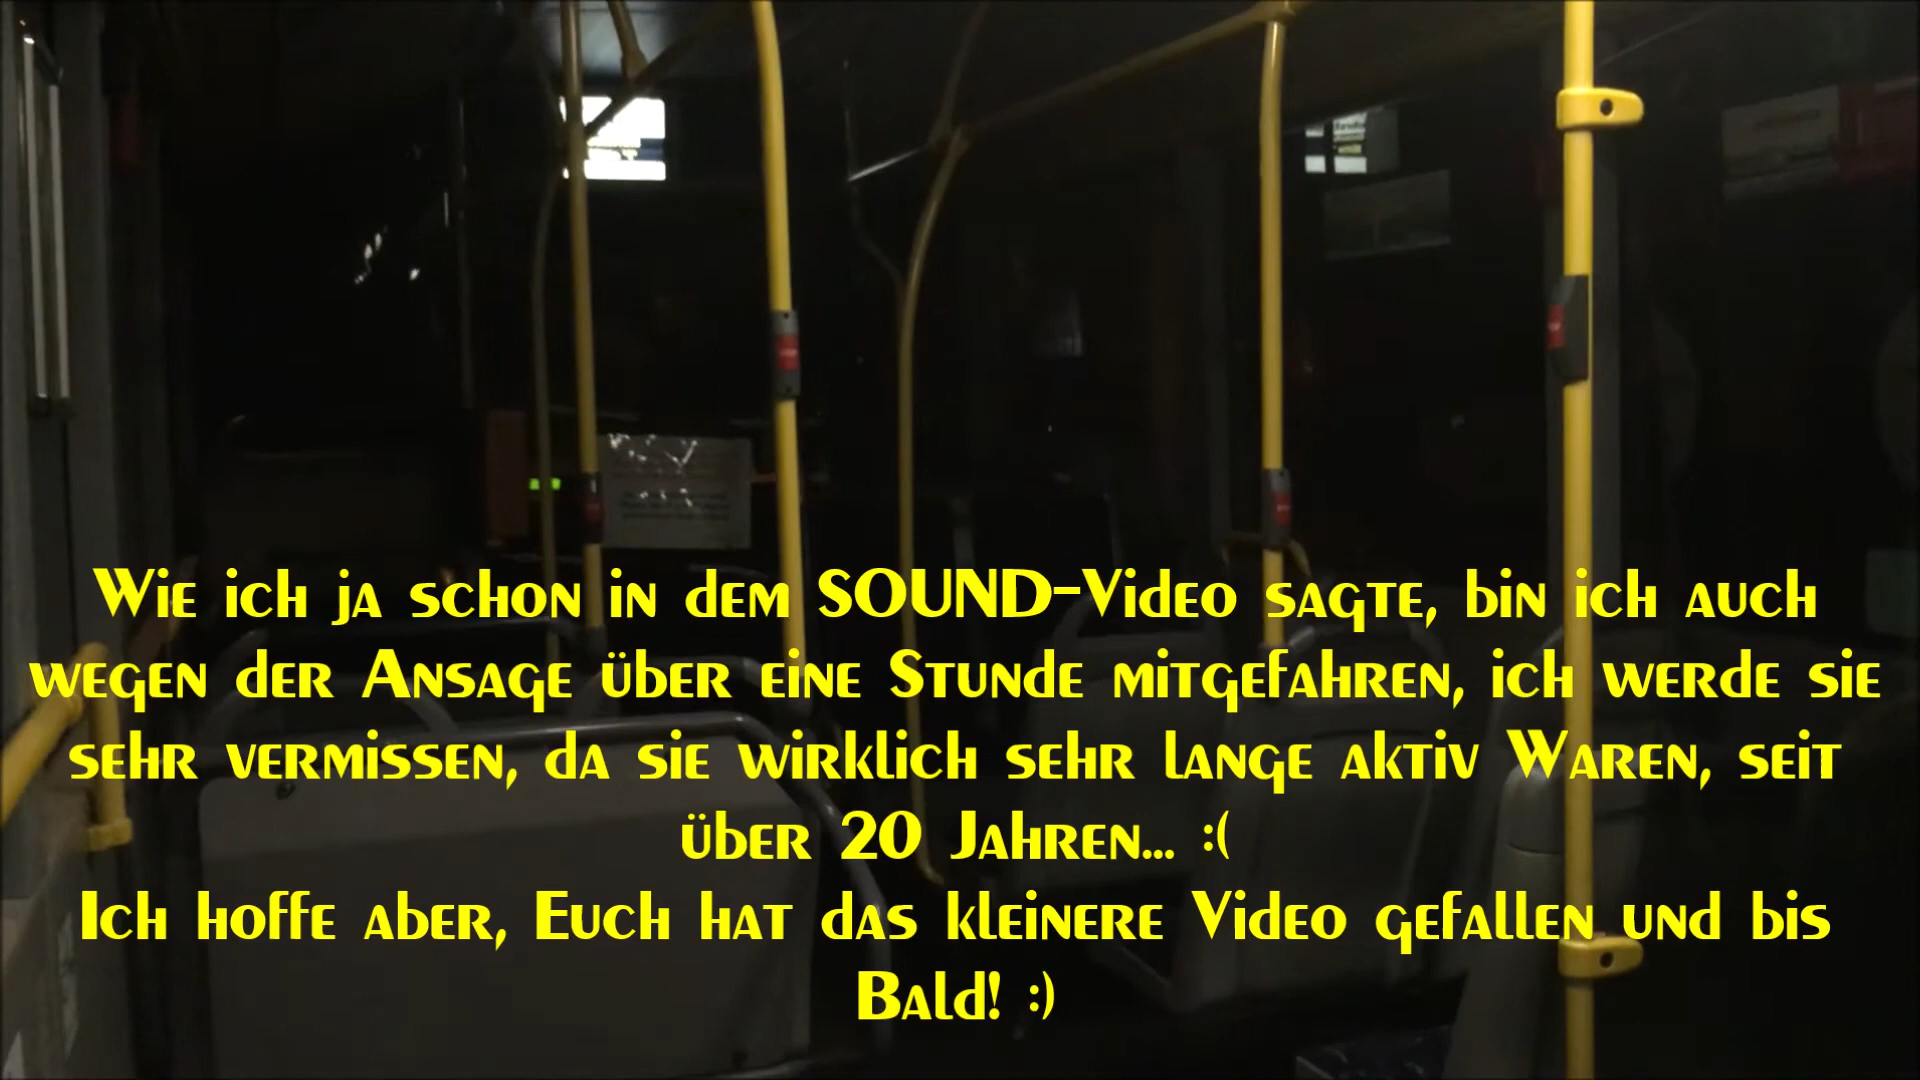 Wie ich ja schon in dem SOUND-Video sagte, bin ich auch
wegen der Ansage über eine Stunde mitgefahren, ich werde sie
sehr vermissen, da sie wirklich sehr lange aktiv Waren, seit
über 20 Jahren... :(
Ich hoffe aber, Euch hat das kleinere Video gefallen und bis
Bald! :)